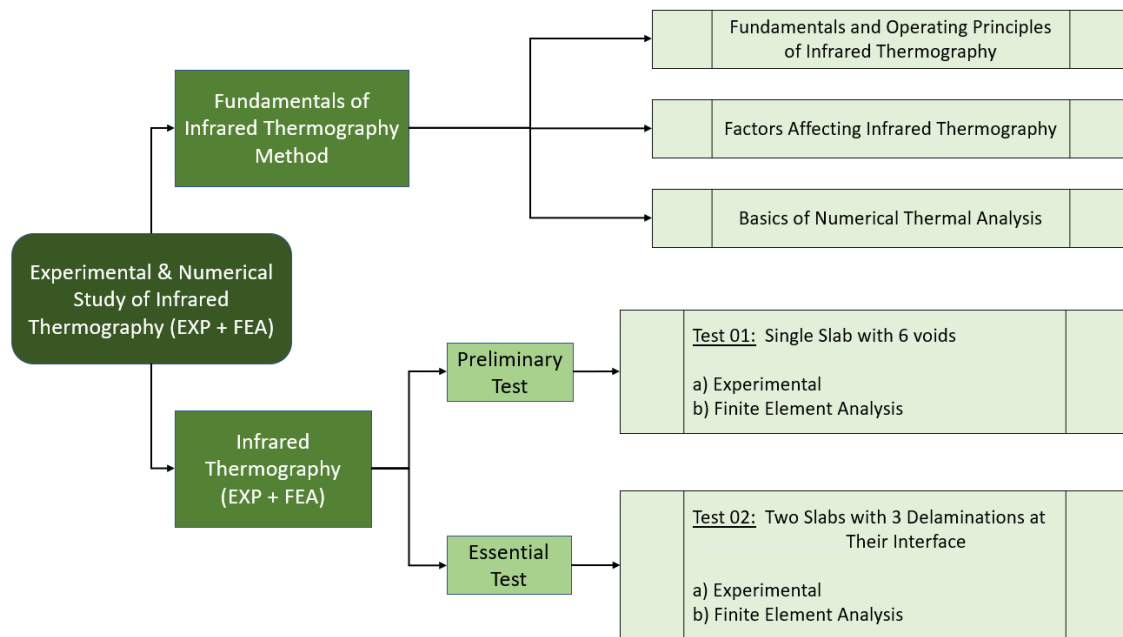 Fundamentals and Operating Principles
of Infrared Thermography
Fundamentals of
Infrared Thermography
Method
Factors Affecting Infrared Thermography
Basics of Numerical Thermal Analysis
Experimental & Numerical
Study of Infrared
Thermography (EXP + FEA)
Preliminary
Test
Test 01: Single Slab with 6 voids
a) Experimental
b) Finite Element Analysis
Infrared
Thermography
(EXP + FEA)
Essential
Test
Test 02: Two Slabs with 3 Delaminations at
Their Interface
a) Experimental
b) Finite Element Analysis